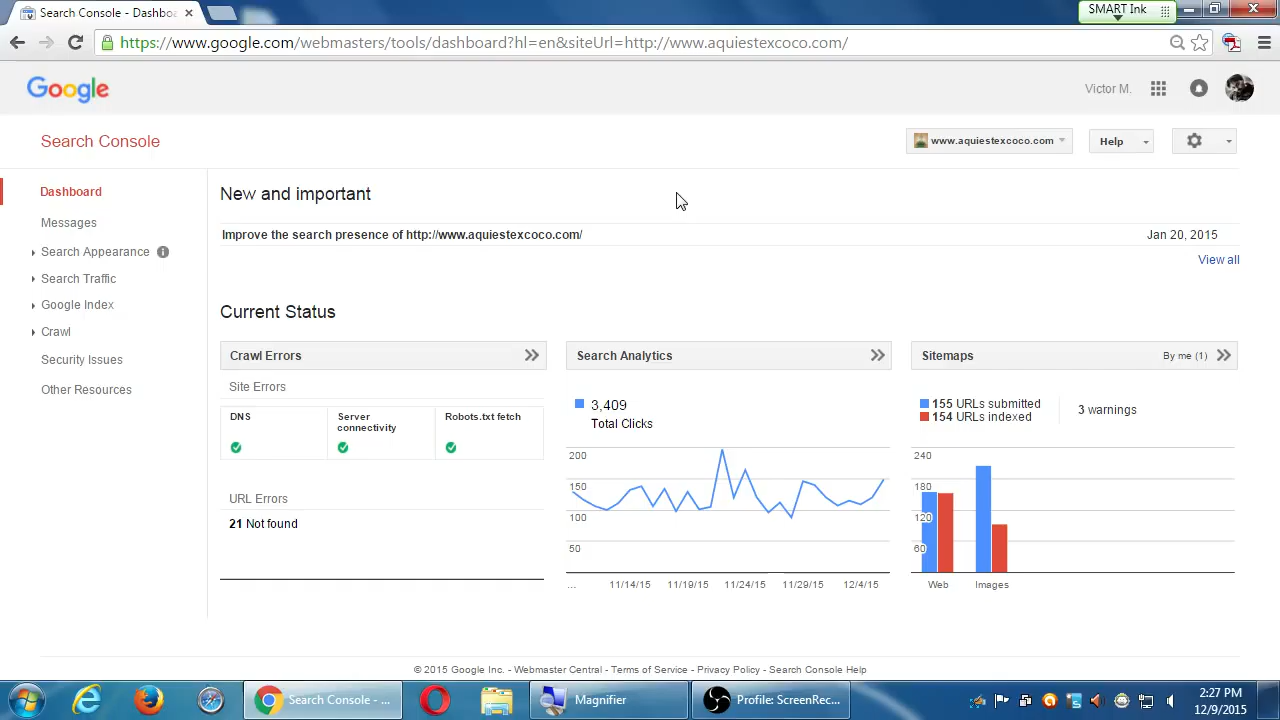 Search Console - Dashboa
SMART Ink
https://www.google.com/webmasters/tools/dashboard?hl=en&siteUrl=http://www.aquiestexcoco.com/
Google
Victor M.
Search Console
www.aquiestexcoco.com
Help
Dashboard
Messages
Search Appearance
Search Traffic
Google Index
Crawl
Security Issues
Other Resources
New and important
Improve the search presence of http://www.aquiestexcoco.com/
Jan 20, 2015
View all
Current Status
Crawl Errors
Site Errors
DNS
Server connectivity
Robots.txt fetch
URL Errors
21 Not found
Search Analytics
3,409
Total Clicks
200
150
100
50
... 11/14/15 11/19/15 11/24/15 11/29/15 12/4/15
Sitemaps
By me (1)
155 URLs submitted
154 URLs indexed
3 warnings
240
180
120
60
Web Images
© 2015 Google Inc. - Webmaster Central - Terms of Service - Privacy Policy - Search Console Help
Search Console - ...
Magnifier
Profile: ScreenRec...
2:27 PM
12/9/2015